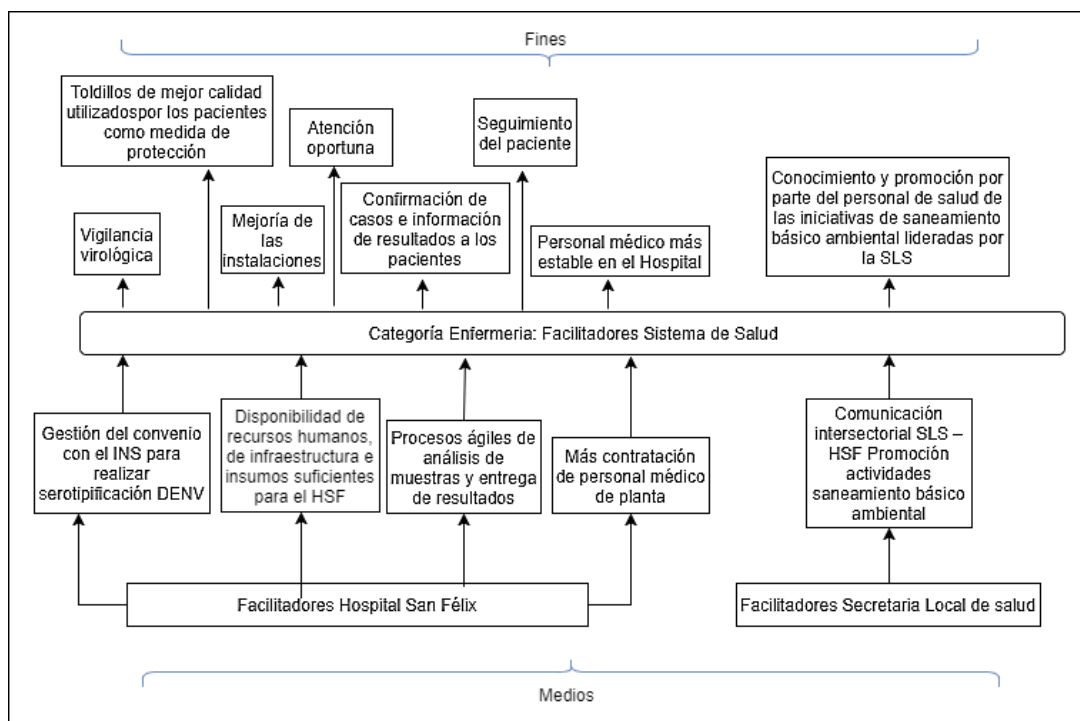 Fines
Toldillos de mejor calidad
utilizadospor los pacientes
como medida de
protección
Atención
oportuna
Seguimiento
del paciente
Vigilancia
virológica
Mejoría de
las
instalaciones
Confirmación de
casos e información
de resultados a los
pacientes
Personal médico más
estable en el Hospital
Conocimiento y promoción por
parte del personal de salud de
las iniciativas de saneamiento
básico ambiental lideradas por
la SLS
Categoría Enfermeria: Facilitadores Sistema de Salud
Gestión del convenio
con el INS para
realizar
serotipificación DENV
Disponibilidad de
recursos humanos,
de infraestructura e
insumos suficientes
para el HSF
Procesos ágiles de
análisis de
muestras y entrega
de resultados
Más contratación
de personal médico
de planta
Comunicación
intersectorial SLS –
HSF Promoción
actividades
saneamiento básico
ambiental
Facilitadores Hospital San Félix
Facilitadores Secretaria Local de salud
Medios